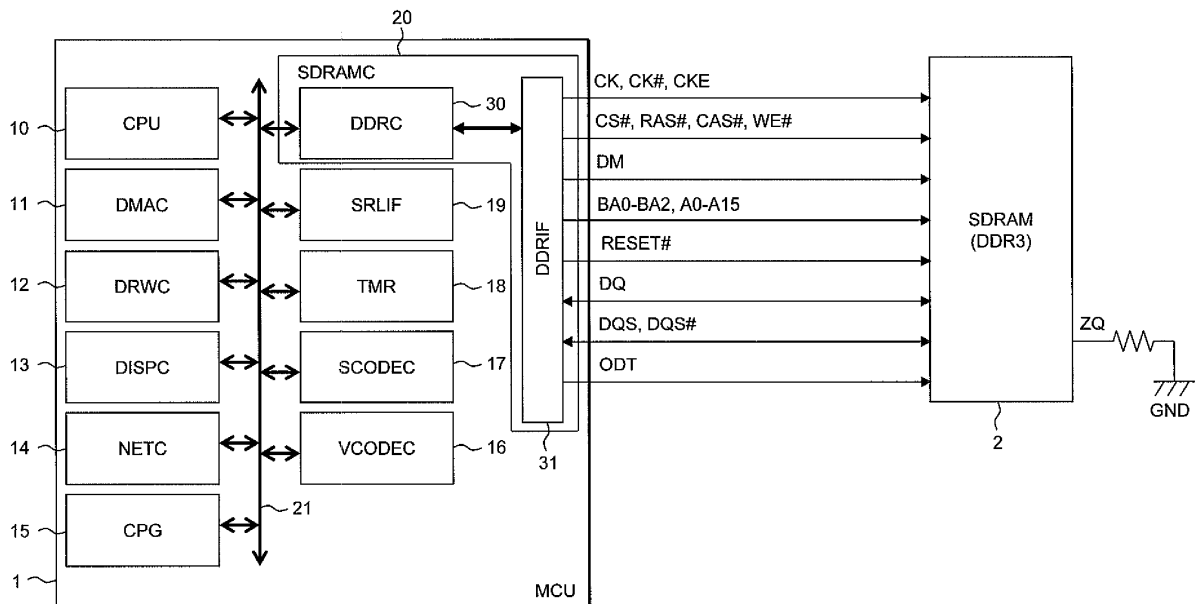 20
SDRAMC
10
CPU
DDRC
30
11
DMAC
SRLIF
19
12
DRWC
TMR
18
13
DISPC
SCODEC
17
14
NETC
VCODEC
16
15
CPG
21
1
MCU
DDRIF
31
CK, CK#, CKE
CS#, RAS#, CAS#, WE#
DM
BA0-BA2, A0-A15
RESET#
DQ
DQS, DQS#
ODT
SDRAM
(DDR3)
2
ZQ
GND